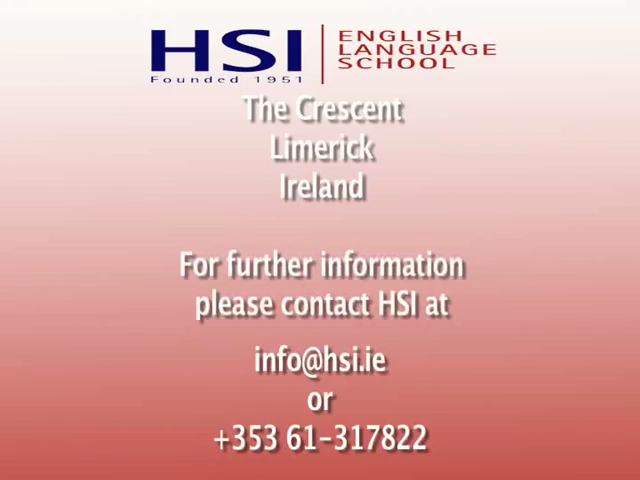 HSI
Founded 1951
ENGLISH
LANGUAGE
SCHOOL
The Crescent
Limerick
Ireland
For further information
please contact HSI at
info@hsi.ie
or
+353 61-317822